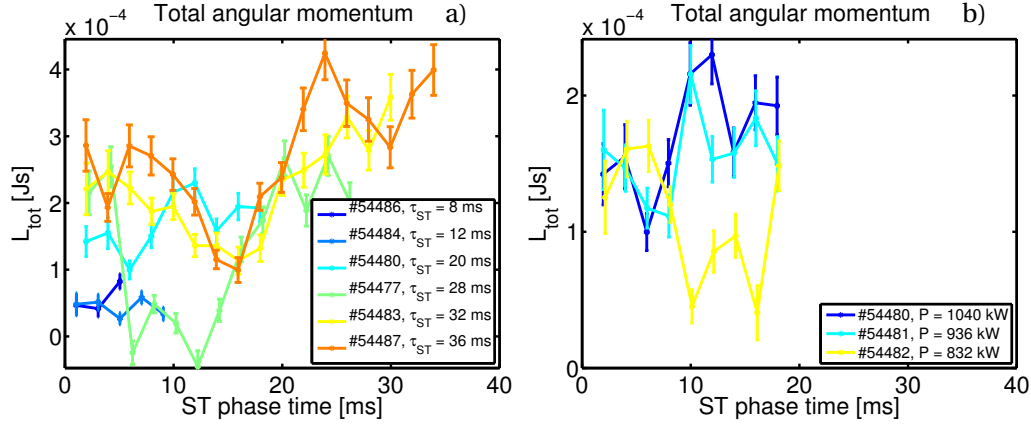 Total angular momentum
a)
x 10⁻⁴
4
3
2
1
0
L_tot [Js]
#54486, τ_ST = 8 ms
#54484, τ_ST = 12 ms
#54480, τ_ST = 20 ms
#54477, τ_ST = 28 ms
#54483, τ_ST = 32 ms
#54487, τ_ST = 36 ms
0 10 20 30 40
ST phase time [ms]
Total angular momentum
b)
x 10⁻⁴
2
1
0
L_tot [Js]
#54480, P = 1040 kW
#54481, P = 936 kW
#54482, P = 832 kW
0 10 20 30 40
ST phase time [ms]